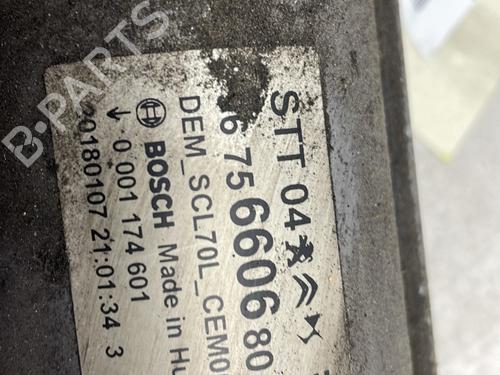 STT 04
6 75 6606 80
DEM_SCL70L_CEM0
BOSCH Made in Hu
0 001 174 601
20180107 21:01:34 3
B-PARTS